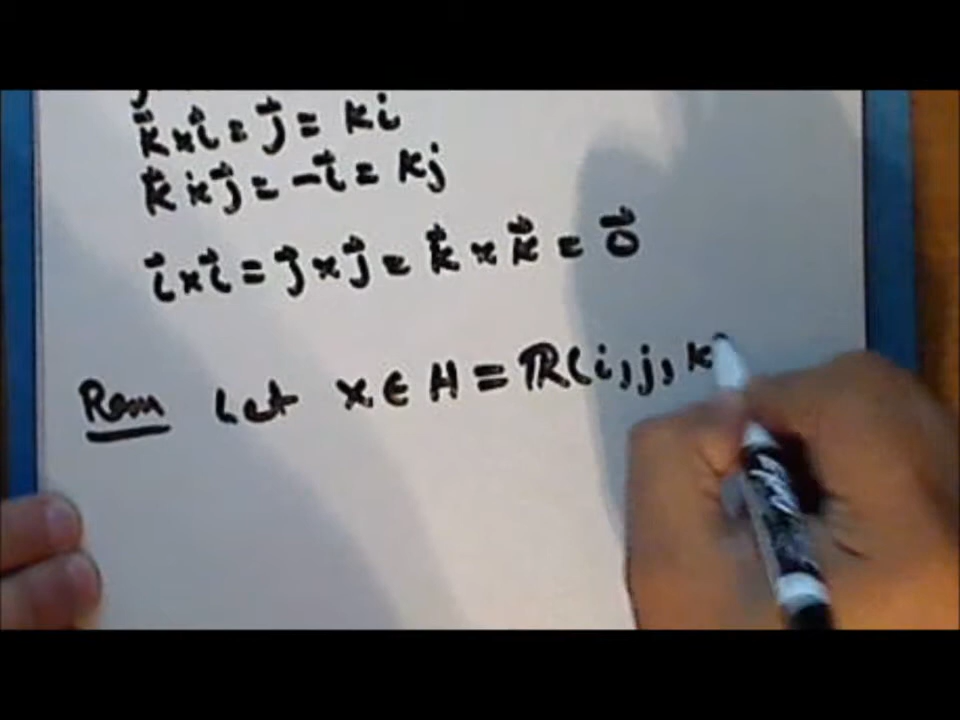 k⃗ × i⃗ = j⃗ = ki
k⃗ × j⃗ = -i⃗ = kj
i⃗ × i⃗ = j⃗ × j⃗ = k⃗ × k⃗ = 0⃗
Rem Let x ∈ H = ℝ(i, j, k